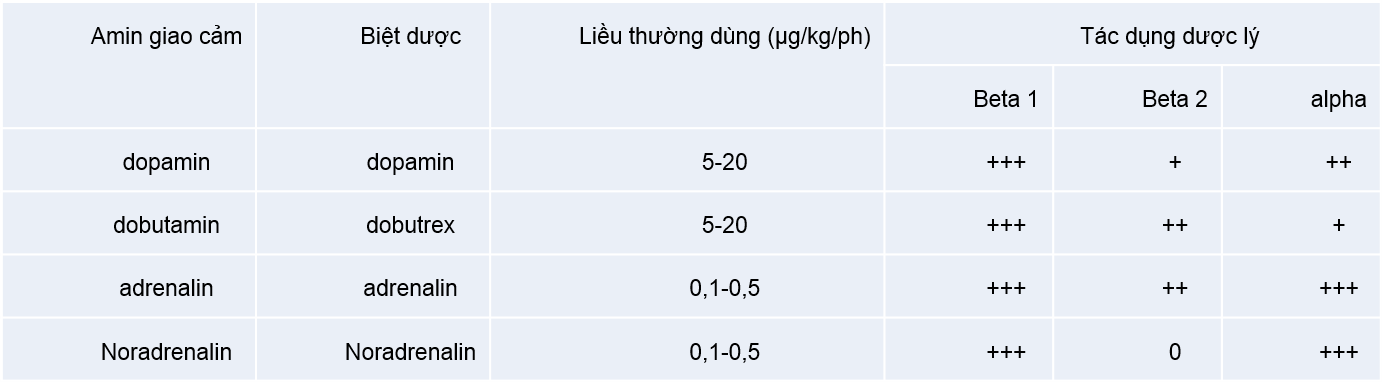 Amin giao cảm Biệt dược Liều thường dùng (µg/kg/ph) Tác dụng dược lý
Beta 1 Beta 2 alpha
dopamin dopamin 5-20 +++ + ++
dobutamin dobutrex 5-20 +++ ++ +
adrenalin adrenalin 0,1-0,5 +++ ++ +++
Noradrenalin Noradrenalin 0,1-0,5 +++ 0 +++